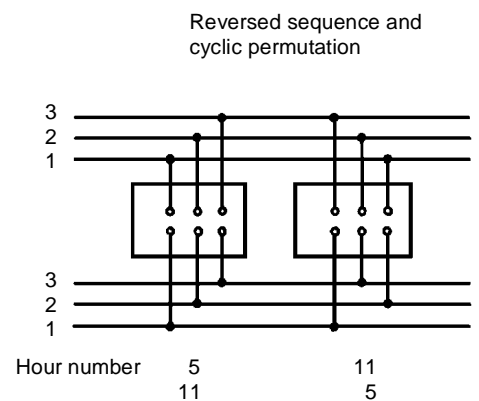 Reversed sequence and
cyclic permutation
3
2
1
3
2
1
Hour number 5 11
11 5